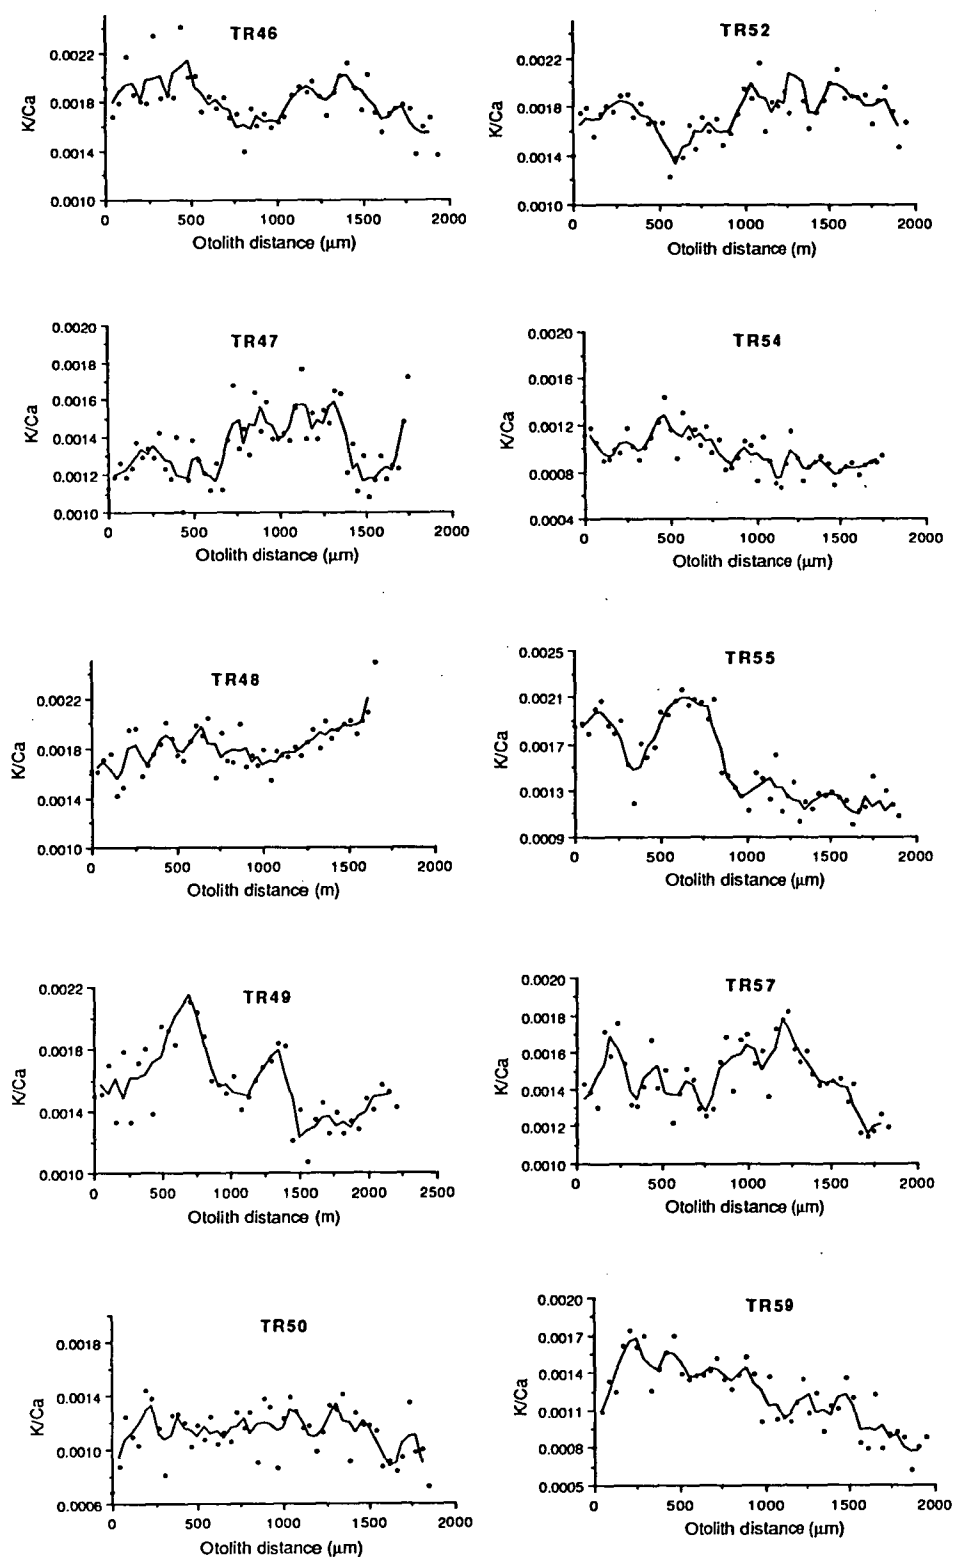 TR46
K/Ca
0.0022
0.0018
0.0014
0.0010
0 500 1000 1500 2000
Otolith distance (μm)
TR52
K/Ca
0.0022
0.0018
0.0014
0.0010
0 500 1000 1500 2000
Otolith distance (m)
TR47
K/Ca
0.0020
0.0018
0.0016
0.0014
0.0012
0.0010
0 500 1000 1500 2000
Otolith distance (μm)
TR54
K/Ca
0.0020
0.0016
0.0012
0.0008
0.0004
0 500 1000 1500 2000
Otolith distance (μm)
TR48
K/Ca
0.0022
0.0018
0.0014
0.0010
0 500 1000 1500 2000
Otolith distance (m)
TR55
K/Ca
0.0025
0.0021
0.0017
0.0013
0.0009
0 500 1000 1500 2000
Otolith distance (μm)
TR49
K/Ca
0.0022
0.0018
0.0014
0.0010
0 500 1000 1500 2000 2500
Otolith distance (m)
TR57
K/Ca
0.0020
0.0018
0.0016
0.0014
0.0012
0.0010
0 500 1000 1500 2000
Otolith distance (μm)
TR50
K/Ca
0.0018
0.0014
0.0010
0.0006
0 500 1000 1500 2000
Otolith distance (μm)
TR59
K/Ca
0.0020
0.0017
0.0014
0.0011
0.0008
0.0005
0 500 1000 1500 2000
Otolith distance (μm)